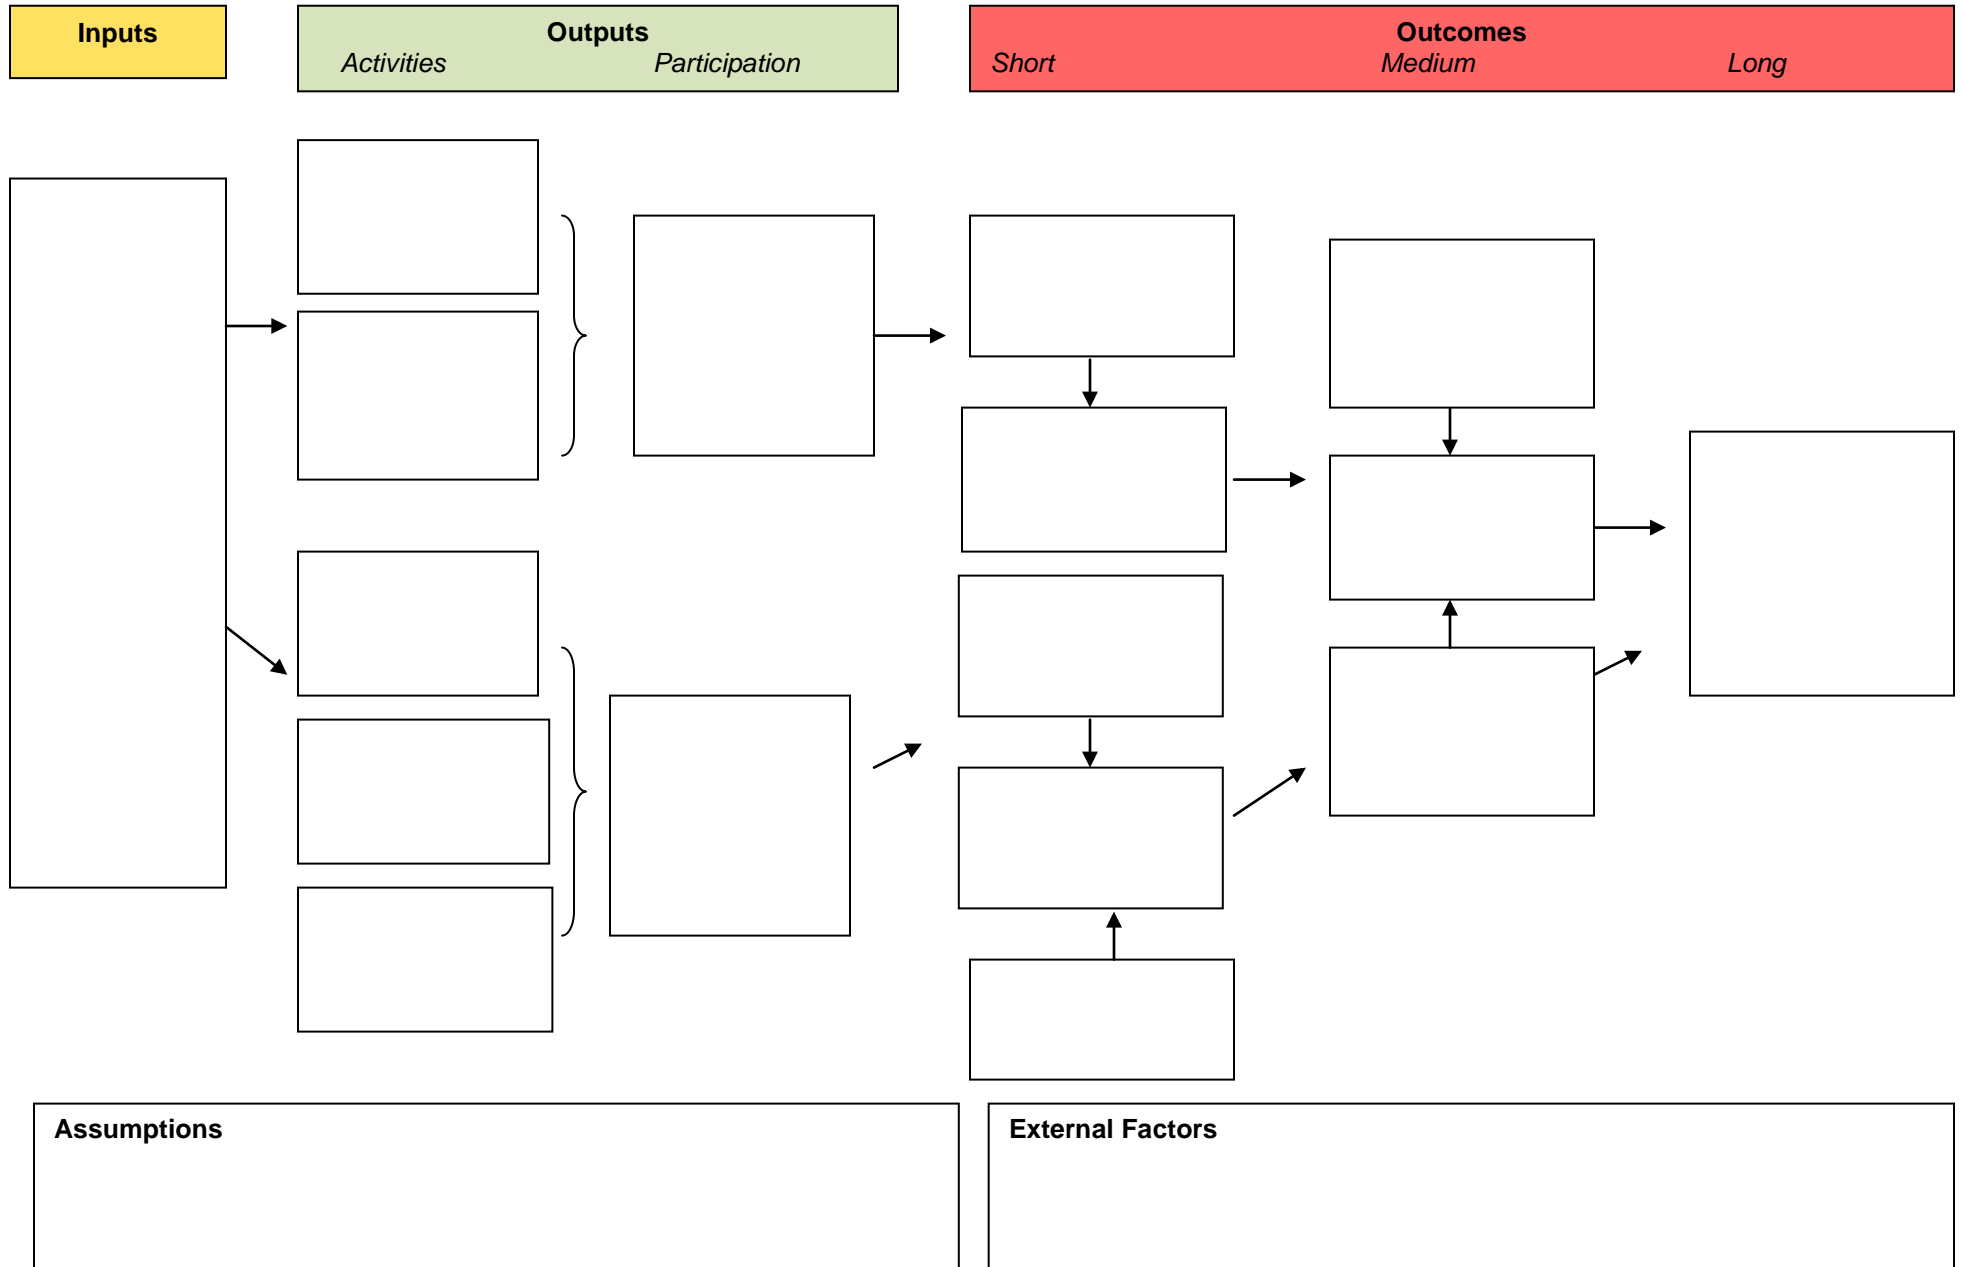 Inputs
Outputs
Activities Participation
Outcomes
Short Medium Long
Assumptions
External Factors